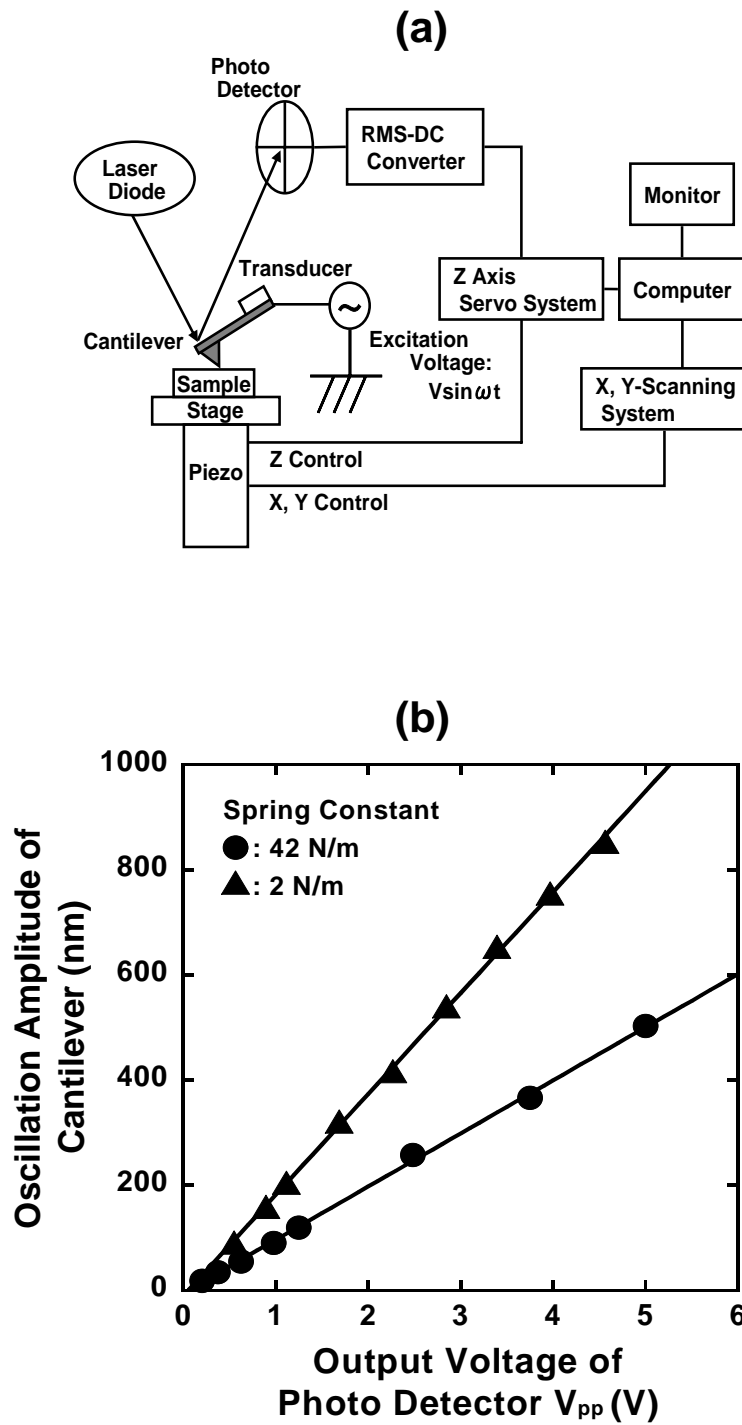 (a)
Photo
Detector
RMS-DC
Converter
Laser
Diode
Monitor
Transducer
Z Axis
Servo System
Computer
Cantilever
~
Excitation
Voltage:
Vsinωt
Sample
Stage
X, Y-Scanning
System
Piezo
Z Control
X, Y Control
(b)
1000
800
600
400
200
0
Oscillation Amplitude of
Cantilever (nm)
Spring Constant
●: 42 N/m
▲: 2 N/m
0 1 2 3 4 5 6
Output Voltage of
Photo Detector Vpp (V)